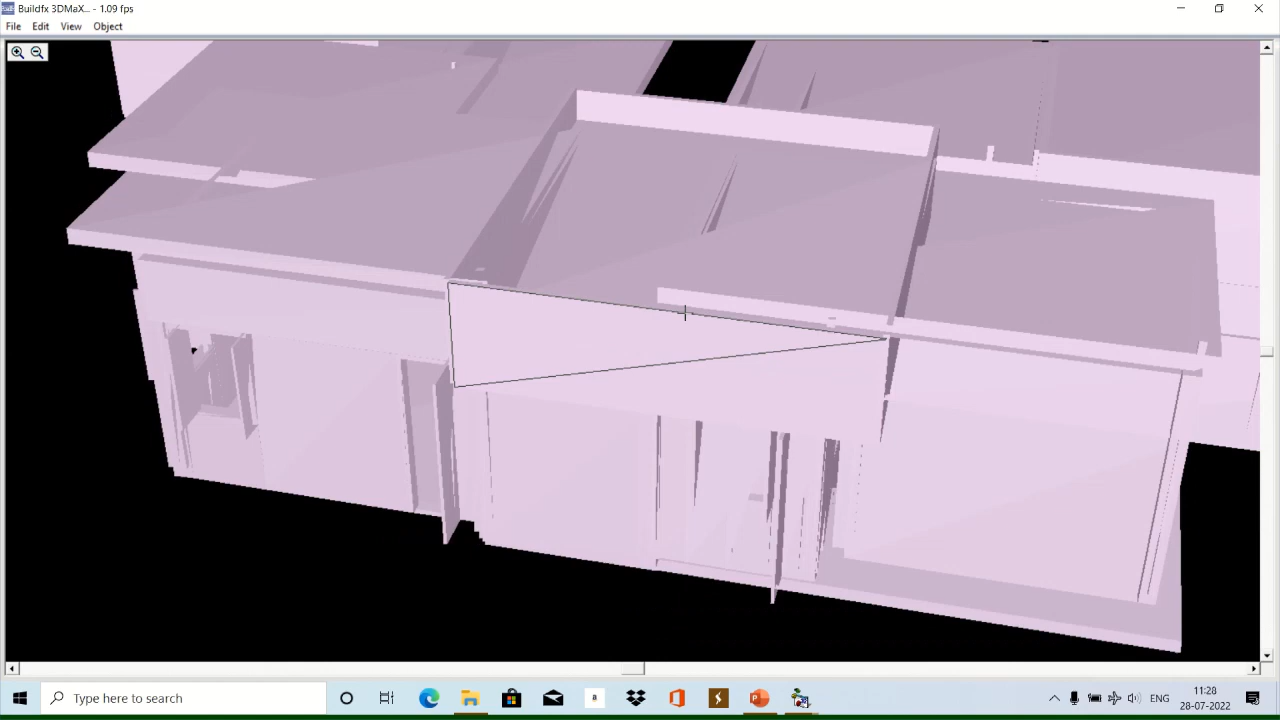 Buildfx 3DMaX... - 1.09 fps
File Edit View Object
Type here to search
a
ENG
11:28
28-07-2022